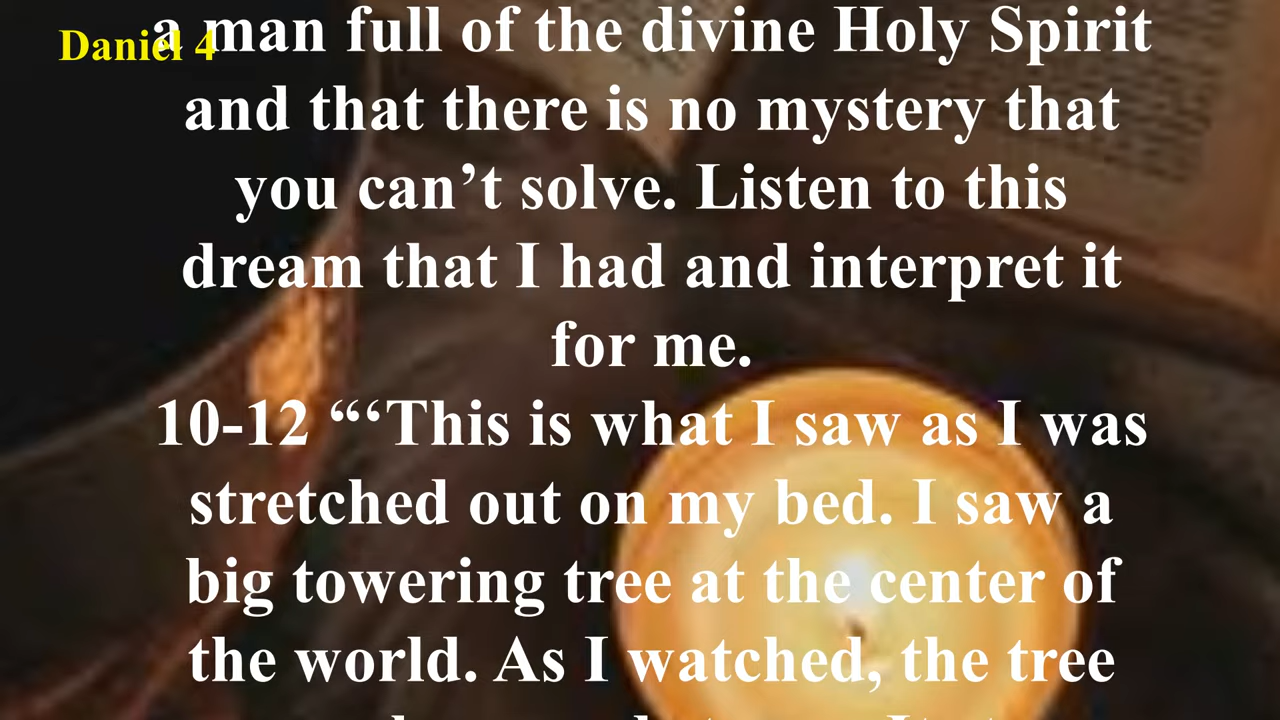 Daniel 4
a man full of the divine Holy Spirit
and that there is no mystery that
you can’t solve. Listen to this
dream that I had and interpret it
for me.
10-12 “‘This is what I saw as I was
stretched out on my bed. I saw a
big towering tree at the center of
the world. As I watched, the tree